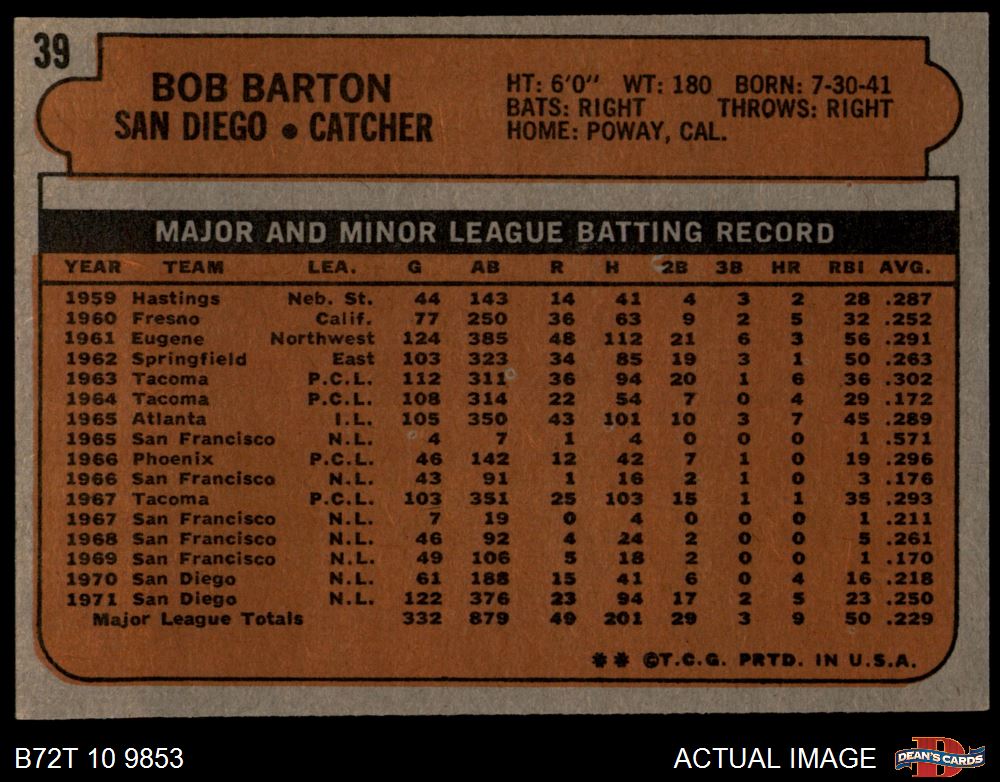 39
BOB BARTON
SAN DIEGO • CATCHER
HT: 6'0" WT: 180 BORN: 7-30-41
BATS: RIGHT THROWS: RIGHT
HOME: POWAY, CAL.
MAJOR AND MINOR LEAGUE BATTING RECORD
YEAR TEAM LEA. G AB R H 2B 3B HR RBI AVG.
1959 Hastings Neb. St. 44 143 14 41 4 3 2 28 .287
1960 Fresno Calif. 77 250 36 63 9 2 5 32 .252
1961 Eugene Northwest 124 385 48 112 21 6 3 56 .291
1962 Springfield East 103 323 34 85 19 3 1 50 .263
1963 Tacoma P.C.L. 112 311 36 94 20 1 6 36 .302
1964 Tacoma P.C.L. 108 314 22 54 7 0 4 29 .172
1965 Atlanta I.L. 105 350 43 101 10 3 7 45 .289
1965 San Francisco N.L. 4 7 1 4 0 0 0 1 .571
1966 Phoenix P.C.L. 46 142 12 42 7 1 0 19 .296
1966 San Francisco N.L. 43 91 1 16 2 1 0 3 .176
1967 Tacoma P.C.L. 103 351 25 103 15 1 1 35 .293
1967 San Francisco N.L. 7 19 0 4 0 0 0 1 .211
1968 San Francisco N.L. 46 92 4 24 2 0 0 5 .261
1969 San Francisco N.L. 49 106 5 18 2 0 0 1 .170
1970 San Diego N.L. 61 188 15 41 6 0 4 16 .218
1971 San Diego N.L. 122 376 23 94 17 2 5 23 .250
Major League Totals 332 879 49 201 29 3 9 50 .229
** ©T.C.G. PRTD. IN U.S.A.
B72T 10 9853
ACTUAL IMAGE
D
DEAN'S CARDS